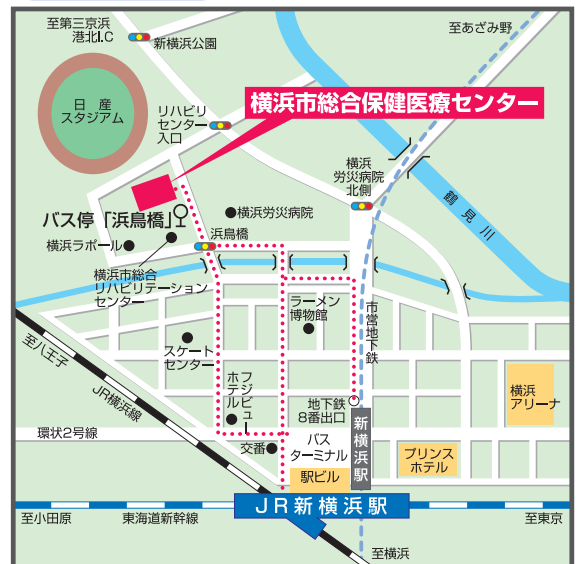 至第三京浜
港北I.C
新横浜公園
至あざみ野
日 産
スタジアム
リハビリ
センター
入口
横浜市総合保健医療センター
横浜
労災病院
北側
鶴見川
バス停「浜鳥橋」
横浜労災病院
浜鳥橋
横浜ラポール
横浜市総合
リハビリテーション
センター
ラーメン
博物館
市営地下鉄
スケート
センター
至八王子
JR横浜線
ホテル
フジビュー
地下鉄
8番出口
横浜
アリーナ
環状2号線
交番
バス
ターミナル
新横浜駅
プリンス
ホテル
駅ビル
JR新横浜駅
至小田原
東海道新幹線
至東京
至横浜